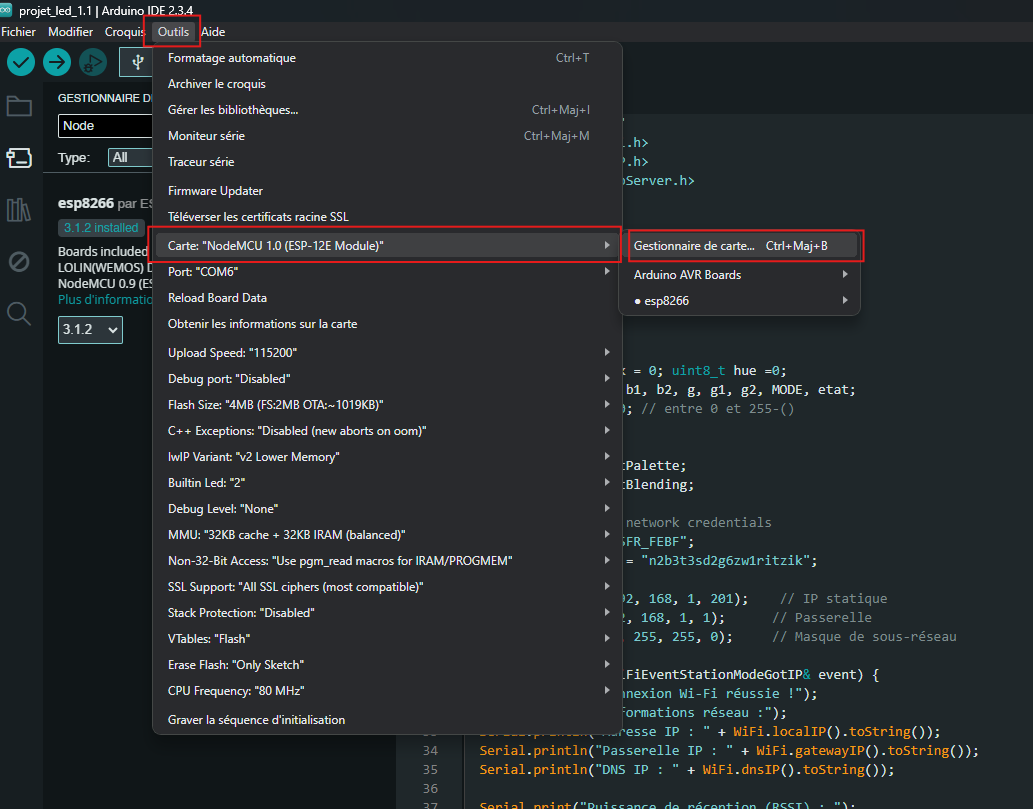 projet_led_1.1 | Arduino IDE 2.3.4
Fichier Modifier Croquis Outils Aide
Formatage automatique Ctrl+T
Archiver le croquis
GESTIONNAIRE D
Gérer les bibliothèques... Ctrl+Maj+I
Node
Moniteur série Ctrl+Maj+M
.h>
Type: All
Traceur série
P.h>
oServer.h>
Firmware Updater
esp8266 par ES
Téléverser les certificats racine SSL
3.1.2 installed
Carte: "NodeMCU 1.0 (ESP-12E Module)"
Gestionnaire de carte... Ctrl+Maj+B
Boards included
LOLIN(WEMOS) D
Port: "COM6"
Arduino AVR Boards
NodeMCU 0.9 (ES
Plus d'informatio
Reload Board Data
esp8266
3.1.2
Obtenir les informations sur la carte
Upload Speed: "115200"
= 0; uint8_t hue =0;
Debug port: "Disabled"
b1, b2, g, g1, g2, MODE, etat;
Flash Size: "4MB (FS:2MB OTA:~1019KB)"
; // entre 0 et 255-()
C++ Exceptions: "Disabled (new aborts on oom)"
lwIP Variant: "v2 Lower Memory"
tPalette;
Builtin Led: "2"
tBlending;
Debug Level: "None"
network credentials
MMU: "32KB cache + 32KB IRAM (balanced)"
SFR_FEBF";
Non-32-Bit Access: "Use pgm_read macros for IRAM/PROGMEM"
= "n2b3t3sd2g6zw1ritzik";
SSL Support: "All SSL ciphers (most compatible)"
92, 168, 1, 201); // IP statique
Stack Protection: "Disabled"
2, 168, 1, 1); // Passerelle
VTables: "Flash"
255, 255, 0); // Masque de sous-réseau
Erase Flash: "Only Sketch"
iFiEventStationModeGotIP& event) {
CPU Frequency: "80 MHz"
nnexion Wi-Fi réussie !");
Graver la séquence d'initialisation
formations réseau :");
33 Serial.println("Adresse IP : " + WiFi.localIP().toString());
34 Serial.println("Passerelle IP : " + WiFi.gatewayIP().toString());
35 Serial.println("DNS IP : " + WiFi.dnsIP().toString());
36
37 Serial.print("Puissance de réception (RSSI) : ");